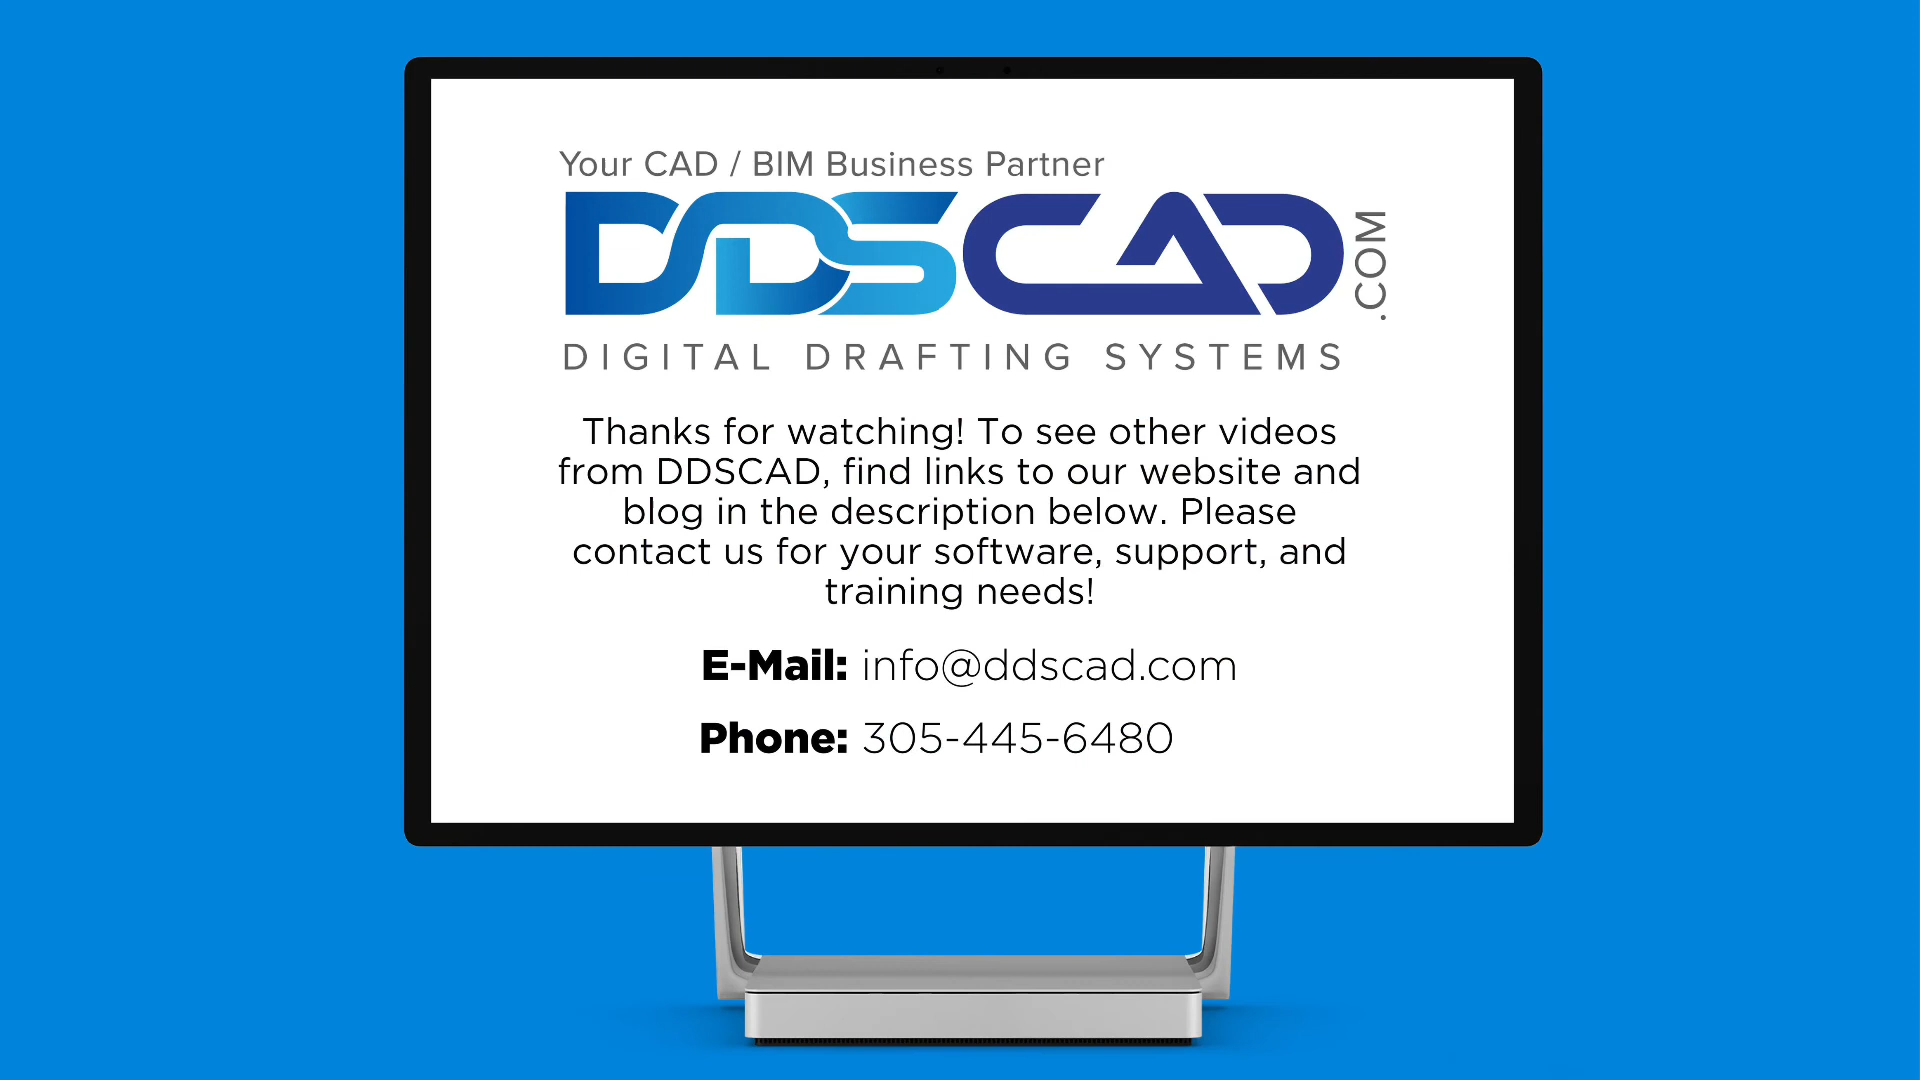 Your CAD / BIM Business Partner
DDSCAD.COM
DIGITAL DRAFTING SYSTEMS
Thanks for watching! To see other videos
from DDSCAD, find links to our website and
blog in the description below. Please
contact us for your software, support, and
training needs!
E-Mail: info@ddscad.com
Phone: 305-445-6480